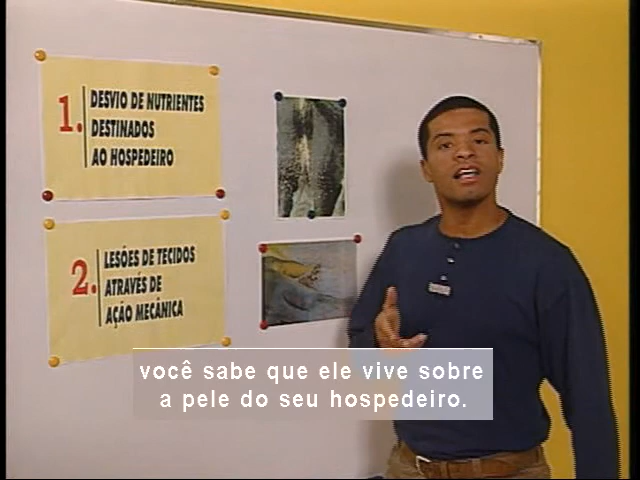 1.
DESVIO DE NUTRIENTES
DESTINADOS
AO HOSPEDEIRO
2.
LESÕES DE TECIDOS
ATRAVÉS DE
AÇÃO MECÂNICA
você sabe que ele vive sobre
a pele do seu hospedeiro.